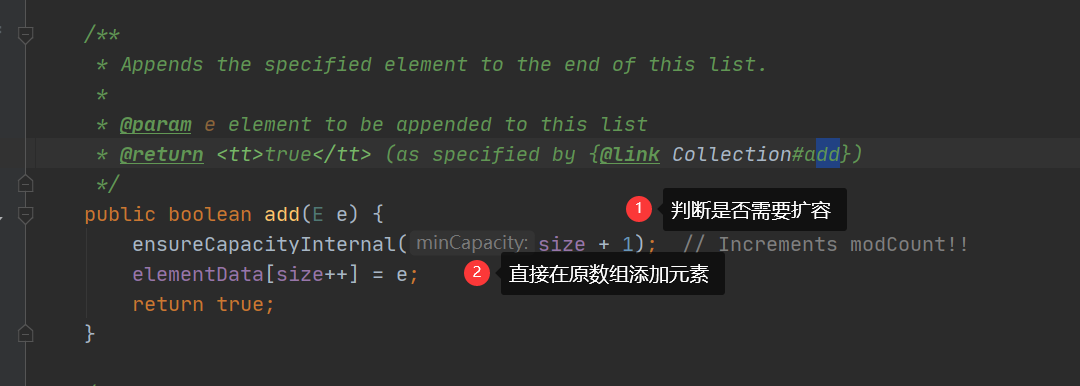 /**
* Appends the specified element to the end of this list.
*
* @param e element to be appended to this list
* @return <tt>true</tt> (as specified by {@link Collection#add})
*/
public boolean add(E e) {
1 判断是否需要扩容
ensureCapacityInternal( minCapacity: size + 1);  // Increments modCount!!
elementData[size++] = e;
2 直接在原数组添加元素
return true;
}